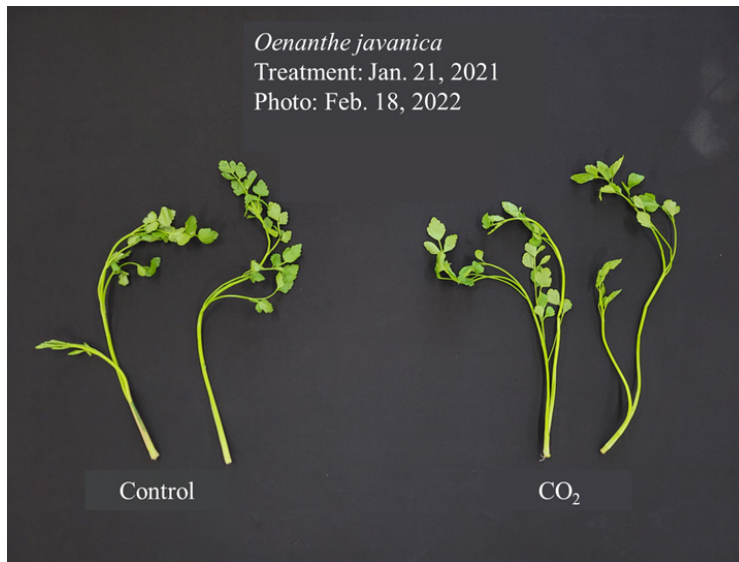 Oenanthe javanica
Treatment: Jan. 21, 2021
Photo: Feb. 18, 2022
Control
CO₂